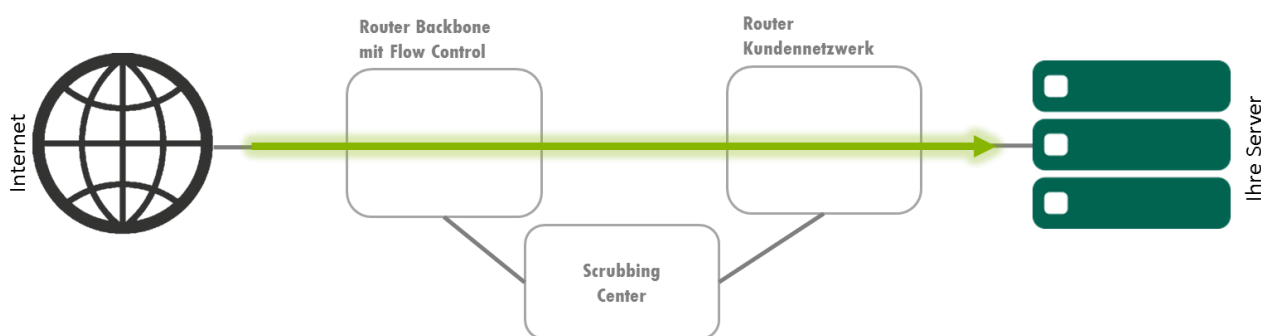 Internet
Router Backbone
mit Flow Control
Router
Kundennetzwerk
Scrubbing
Center
Ihre Server